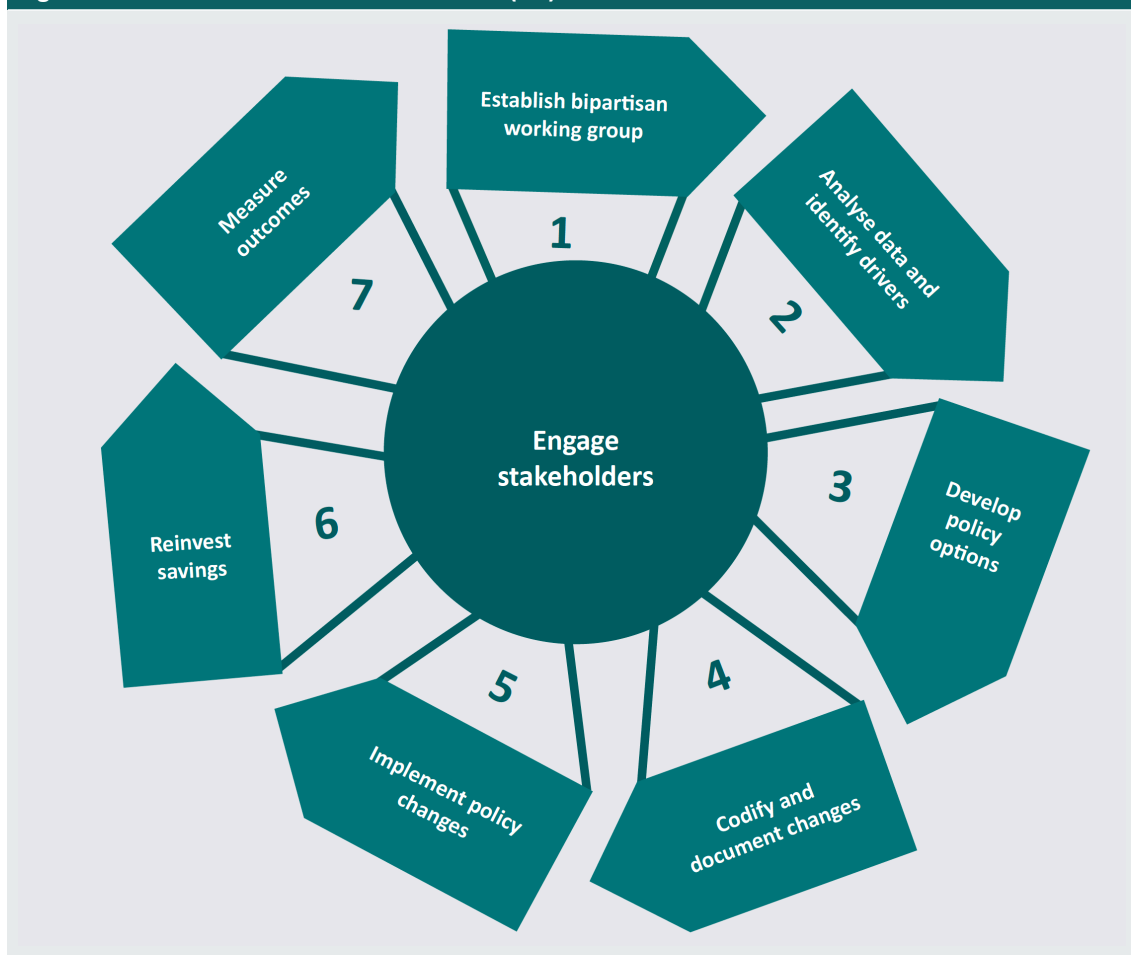 Establish bipartisan
working group
1
Analyse data and
identify drivers
2
Develop
policy
options
3
Codify and
document changes
4
Implement policy
changes
5
Reinvest
savings
6
Measure
outcomes
7
Engage
stakeholders